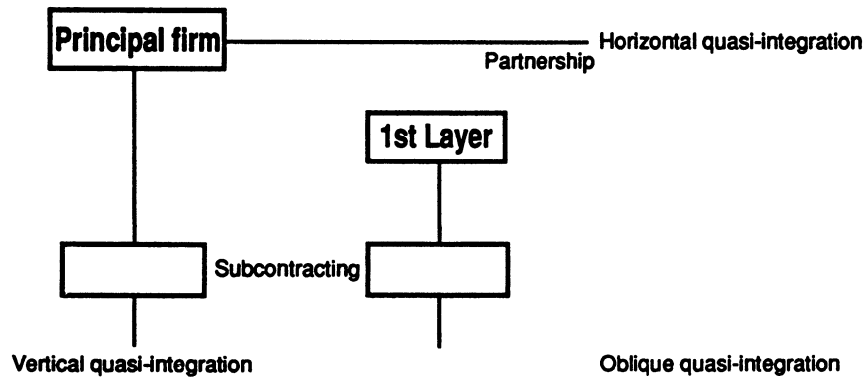 Principal firm
Horizontal quasi-integration
Partnership
1st Layer
Subcontracting
Vertical quasi-integration
Oblique quasi-integration